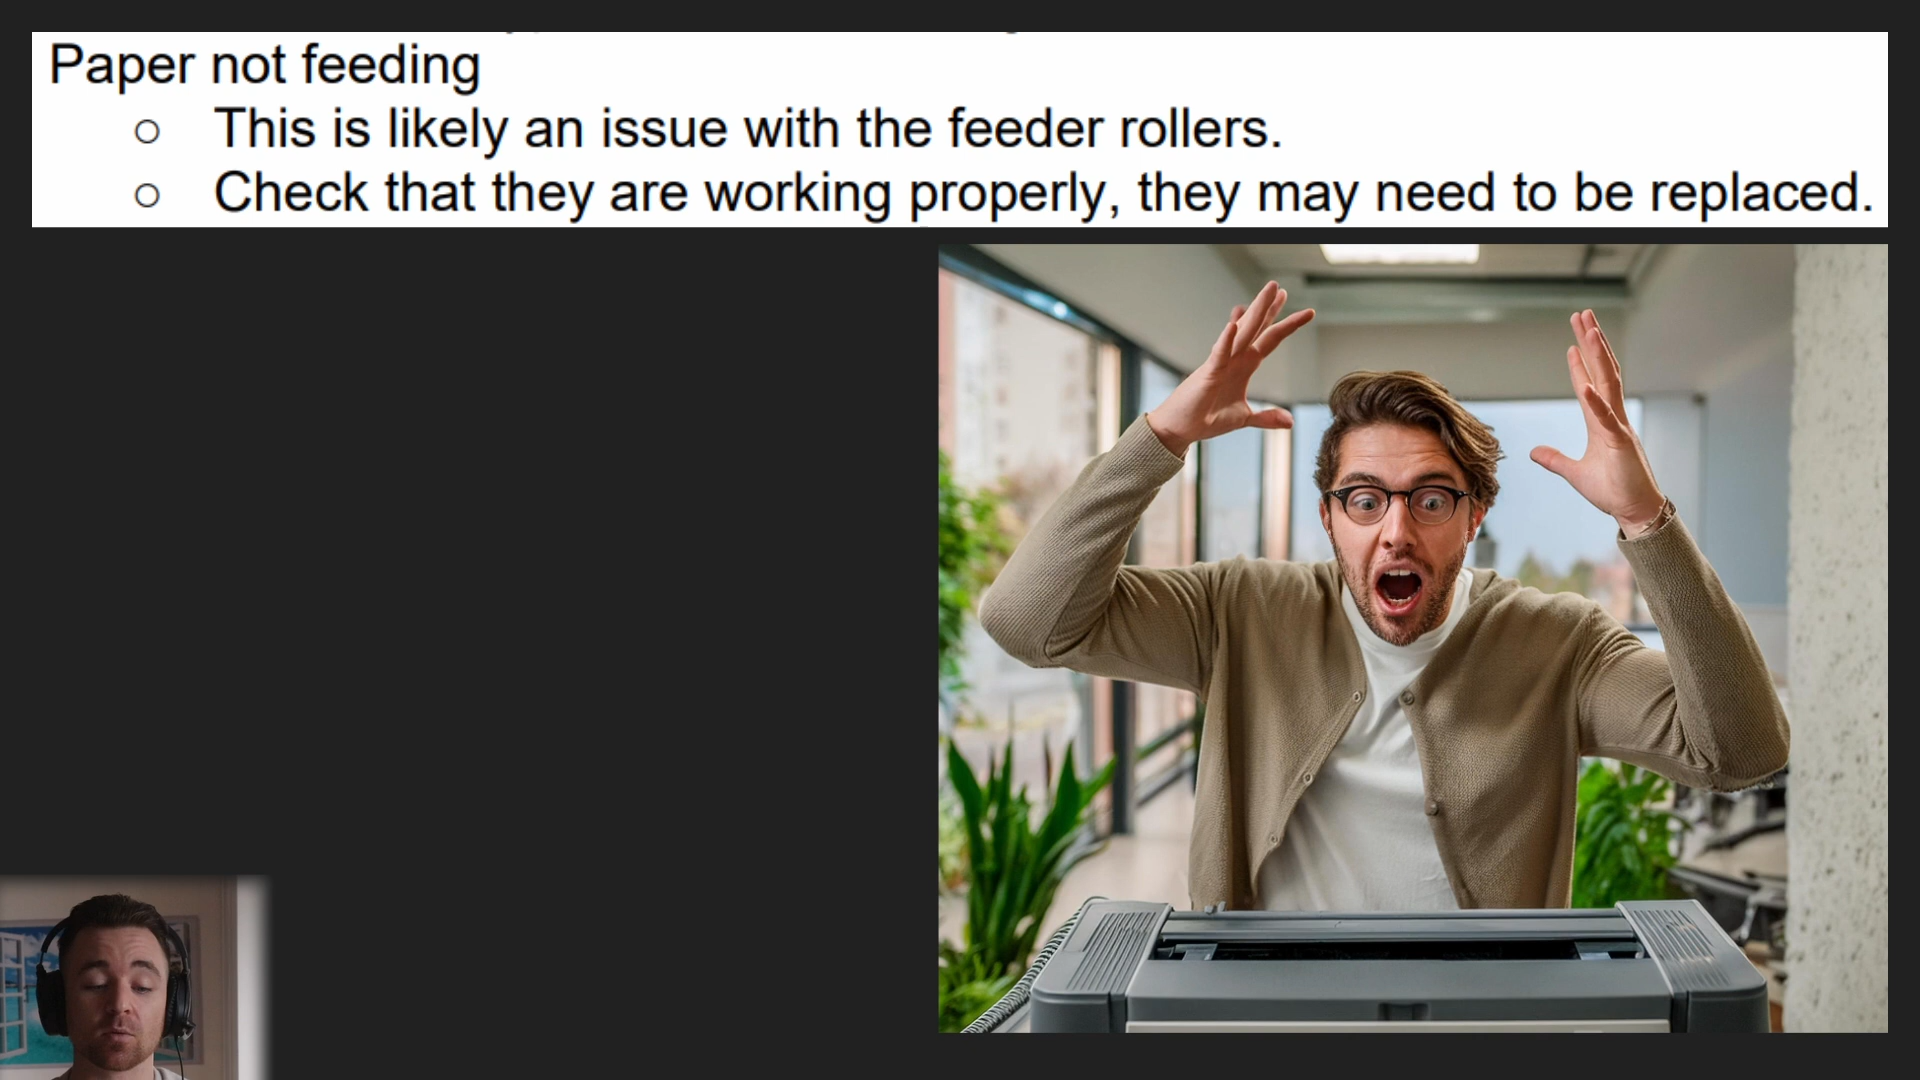 Paper not feeding
○ This is likely an issue with the feeder rollers.
○ Check that they are working properly, they may need to be replaced.